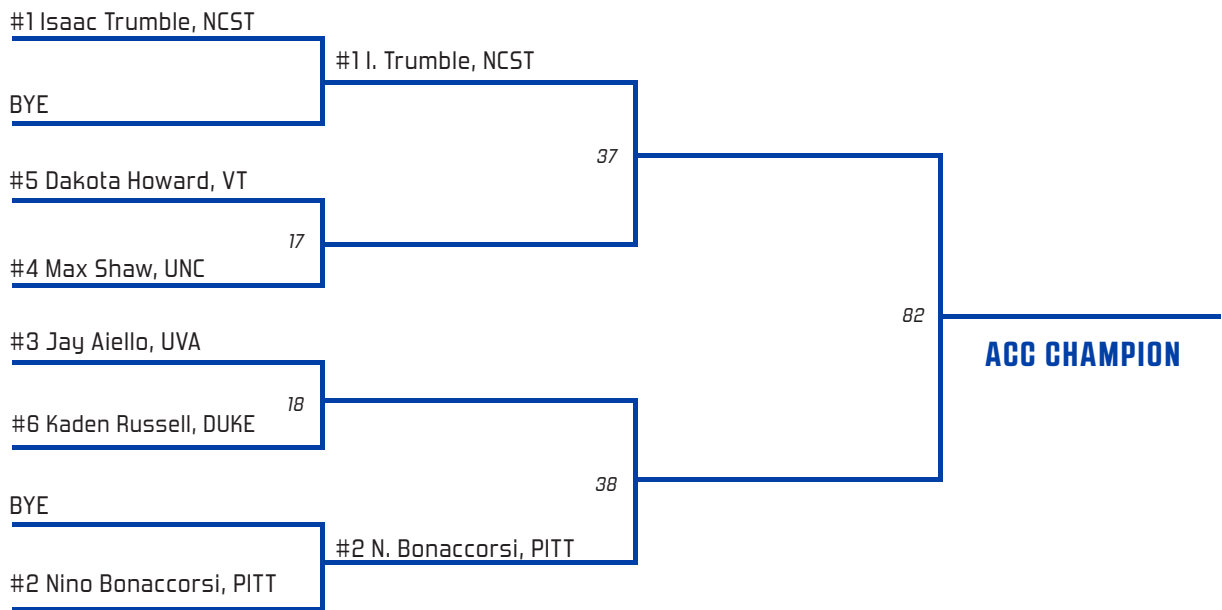 #1 Isaac Trumble, NCST
#1 I. Trumble, NCST
BYE
37
#5 Dakota Howard, VT
17
#4 Max Shaw, UNC
82
ACC CHAMPION
#3 Jay Aiello, UVA
18
#6 Kaden Russell, DUKE
38
BYE
#2 N. Bonaccorsi, PITT
#2 Nino Bonaccorsi, PITT